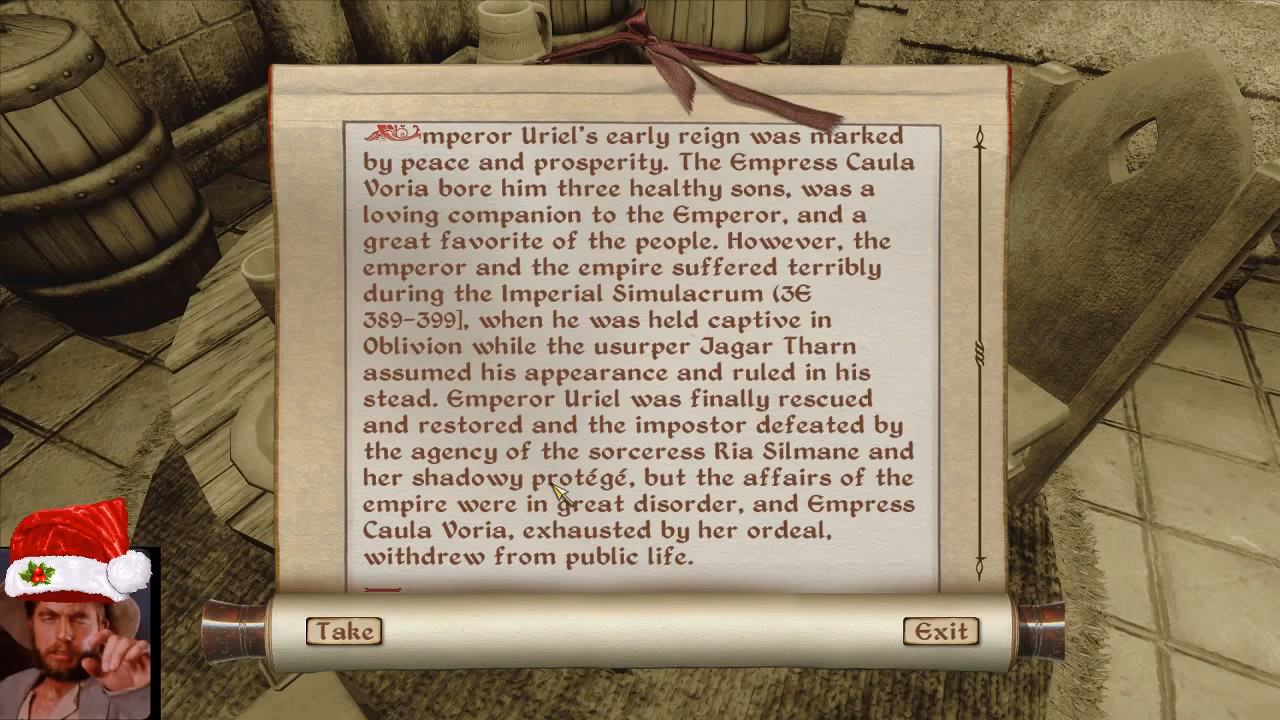 mperor Uriel's early reign was marked
by peace and prosperity. The Empress Caula
Voria bore him three healthy sons, was a
loving companion to the Emperor, and a
great favorite of the people. However, the
emperor and the empire suffered terribly
during the Imperial Simulacrum (3E
389-399], when he was held captive in
Oblivion while the usurper Jagar Tharn
assumed his appearance and ruled in his
stead. Emperor Uriel was finally rescued
and restored and the impostor defeated by
the agency of the sorceress Ria Silmane and
her shadowy protégé, but the affairs of the
empire were in great disorder, and Empress
Caula Voria, exhausted by her ordeal,
withdrew from public life.
Take
Exit